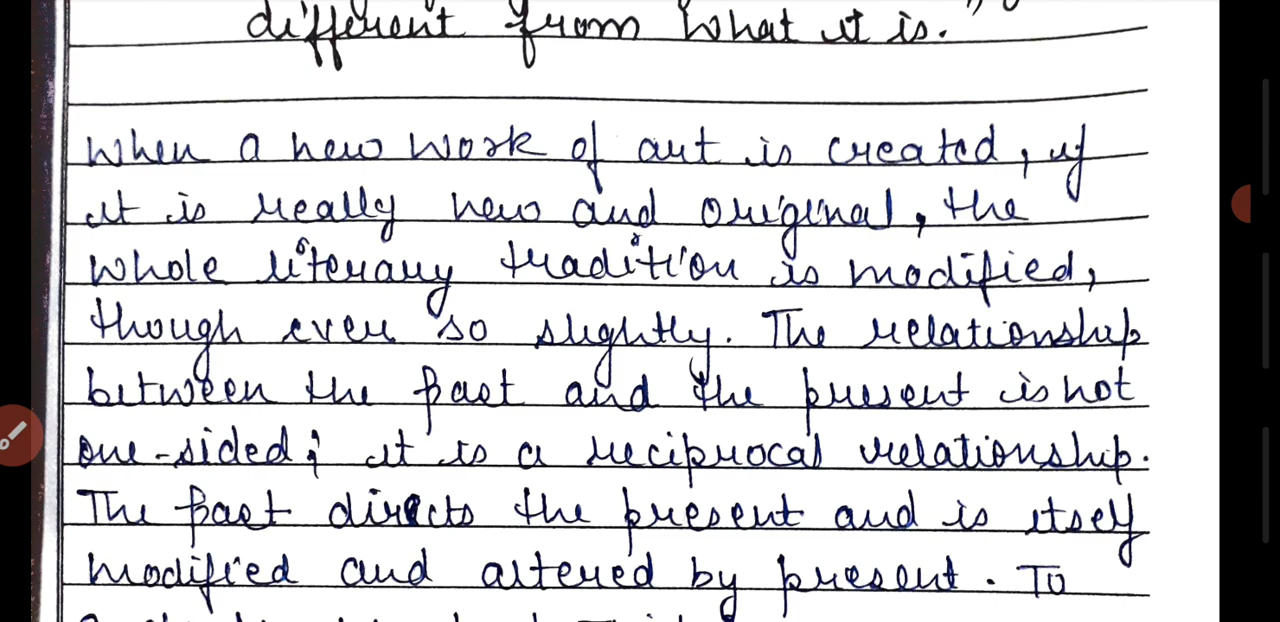 different from what it is."
When a new work of art is created, if
it is really new and original, the
whole literary tradition is modified,
though ever so slightly. The relationship
between the past and the present is not
one-sided; it is a reciprocal relationship.
The past directs the present and is itself
modified and altered by present. To